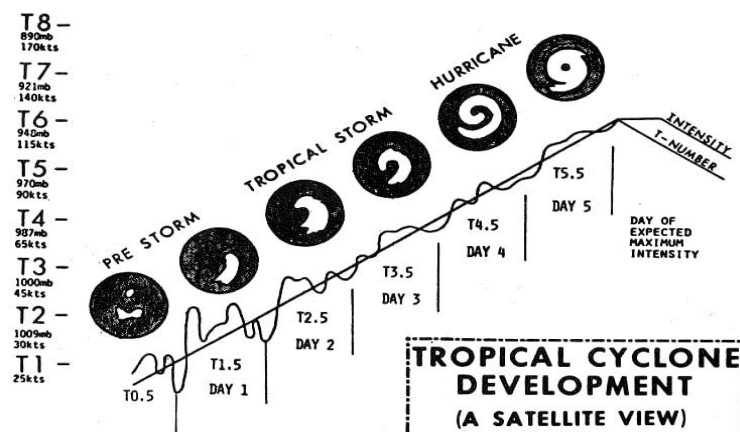 T8
890mb
170kts
T7
921mb
140kts
T6
948mb
115kts
T5
970mb
90kts
T4
987mb
65kts
T3
1000mb
45kts
T2
1009mb
30kts
T1
25kts
PRE STORM
TROPICAL STORM
HURRICANE
INTENSITY
T-NUMBER
T0.5
T1.5
DAY 1
T2.5
DAY 2
T3.5
DAY 3
T4.5
DAY 4
T5.5
DAY 5
DAY OF
EXPECTED
MAXIMUM
INTENSITY
TROPICAL CYCLONE
DEVELOPMENT
(A SATELLITE VIEW)